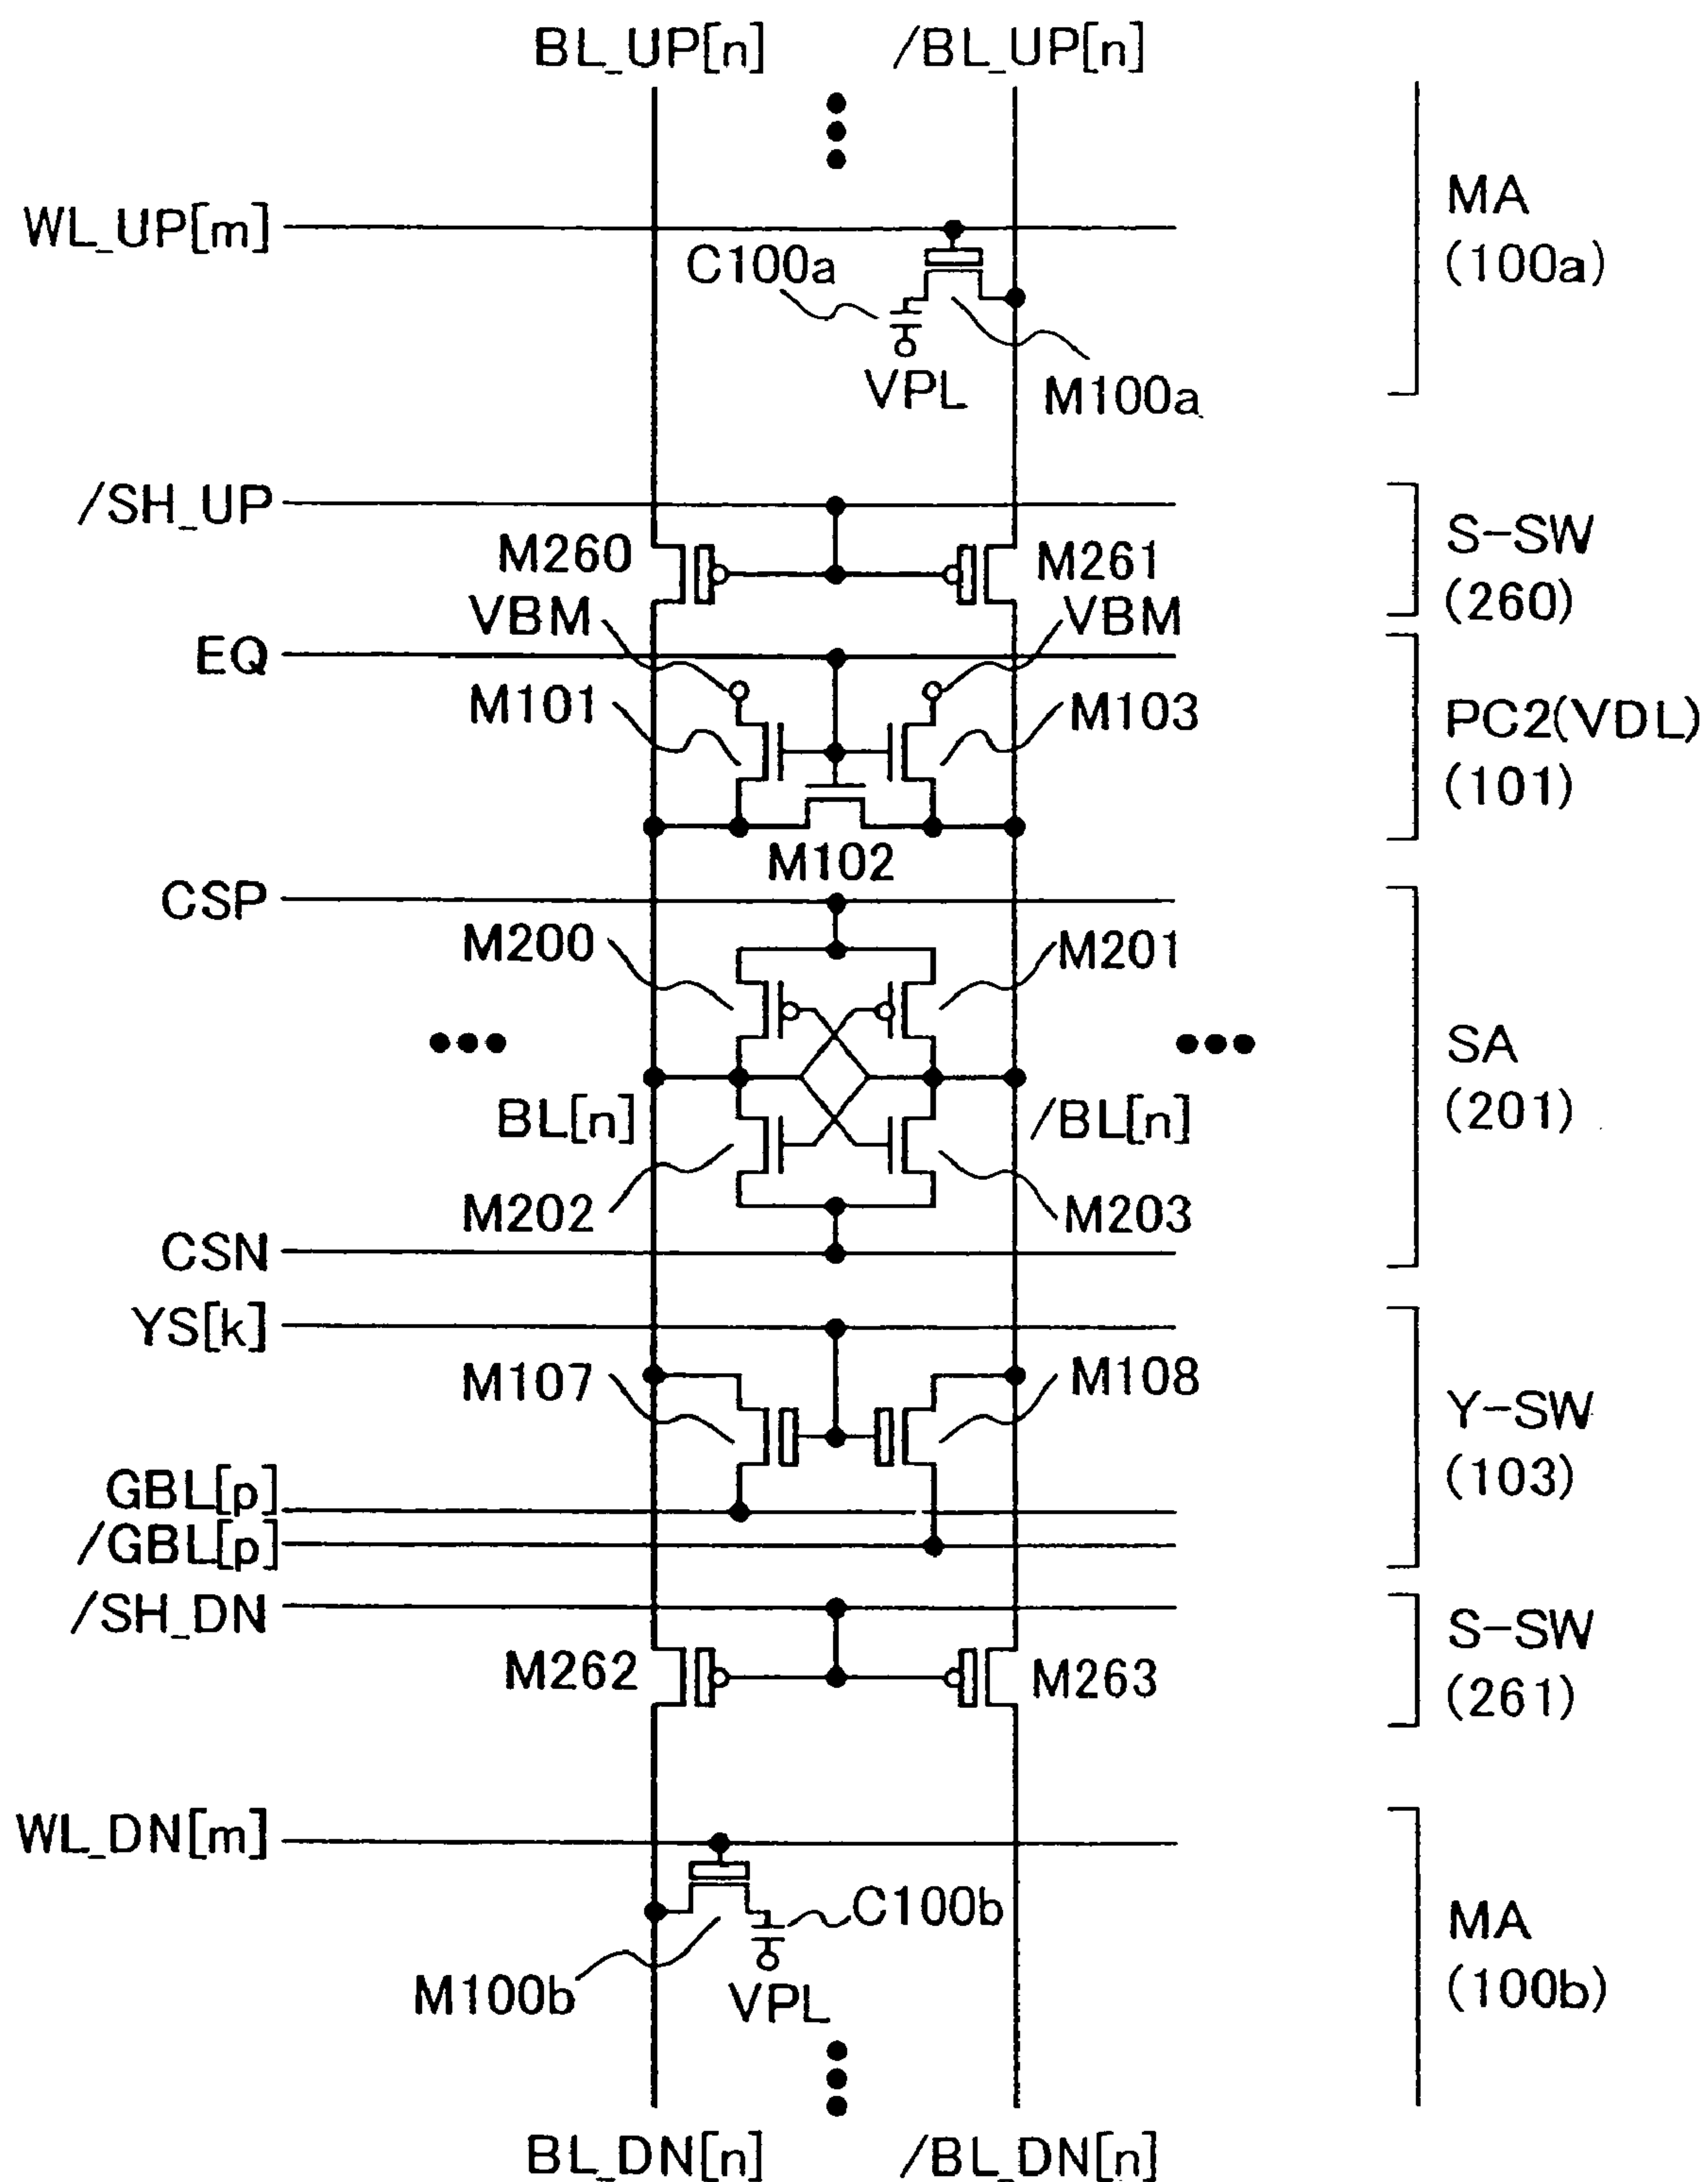 BL_UP[n] /BL_UP[n]
WL_UP[m]
C100a
VPL
M100a
MA
(100a)
/SH_UP
M260
M261
S-SW
(260)
VBM
VBM
EQ
M101
M103
M102
PC2(VDL)
(101)
CSP
M200
M201
BL[n]
/BL[n]
M202
M203
SA
(201)
CSN
YS[k]
M107
M108
GBL[p]
/GBL[p]
Y-SW
(103)
/SH_DN
M262
M263
S-SW
(261)
WL_DN[m]
C100b
M100b
VPL
MA
(100b)
BL_DN[n] /BL_DN[n]